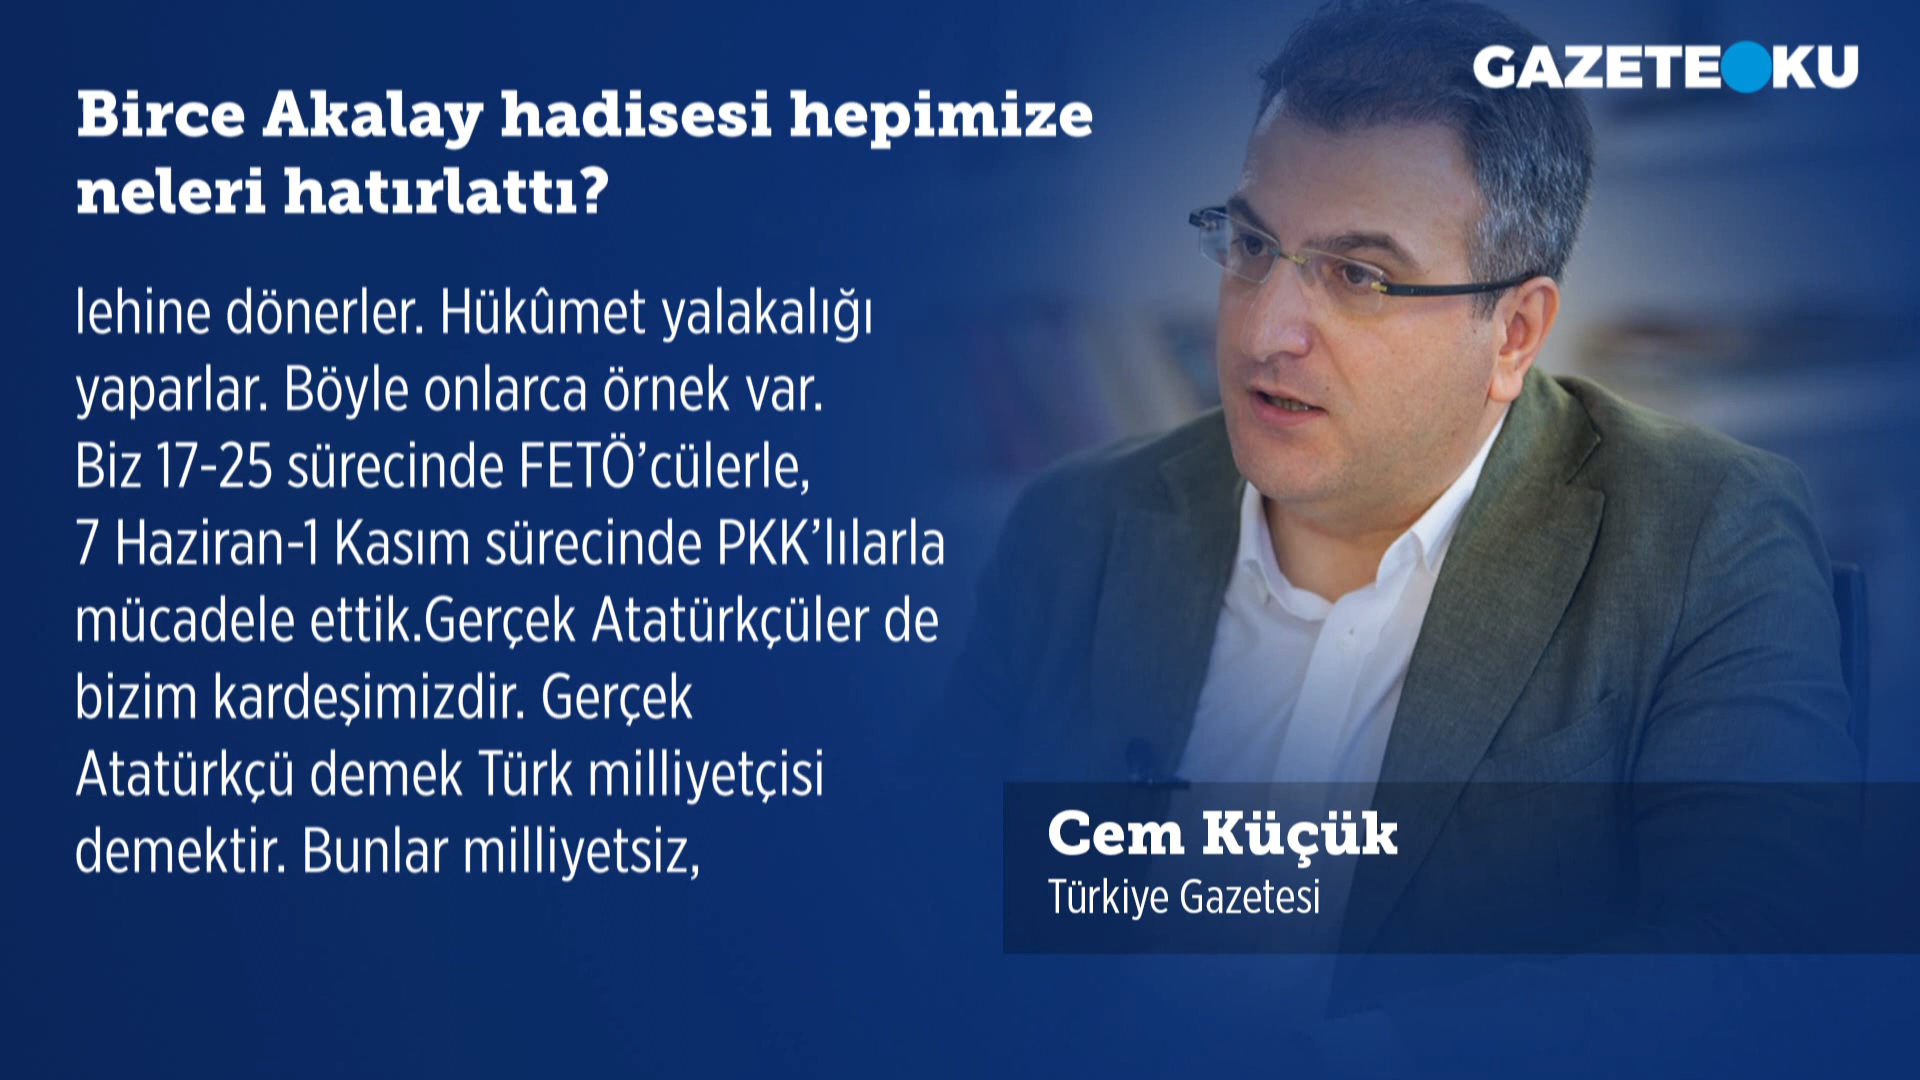 GAZETE OKU
Birce Akalay hadisesi hepimize
neleri hatırlattı?
lehine dönerler. Hükûmet yalakalığı
yaparlar. Böyle onlarca örnek var.
Biz 17-25 sürecinde FETÖ’cülerle,
7 Haziran-1 Kasım sürecinde PKK’lılarla
mücadele ettik.Gerçek Atatürkçüler de
bizim kardeşimizdir. Gerçek
Atatürkçü demek Türk milliyetçisi
demektir. Bunlar milliyetsiz,
Cem Küçük
Türkiye Gazetesi